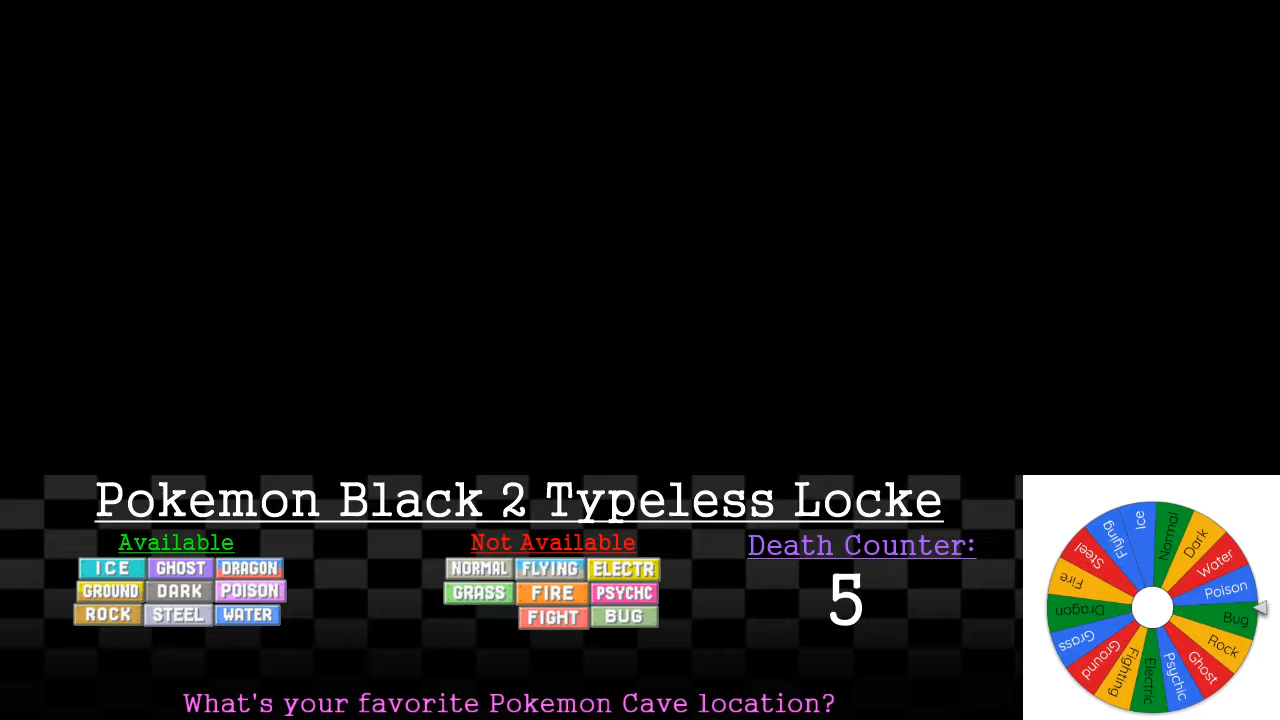 Pokemon Black 2 Typeless Locke
Available
Not Available
Death Counter:
ICE GHOST DRAGON
GROUND DARK POISON
ROCK STEEL WATER
NORMAL FLYING ELECTR
GRASS FIRE PSYCHC
FIGHT BUG
5
What's your favorite Pokemon Cave location?
Ice
Normal
Dark
Water
Poison
Bug
Rock
Ghost
Psychic
Electric
Fighting
Ground
Grass
Dragon
Fire
Steel
Flying